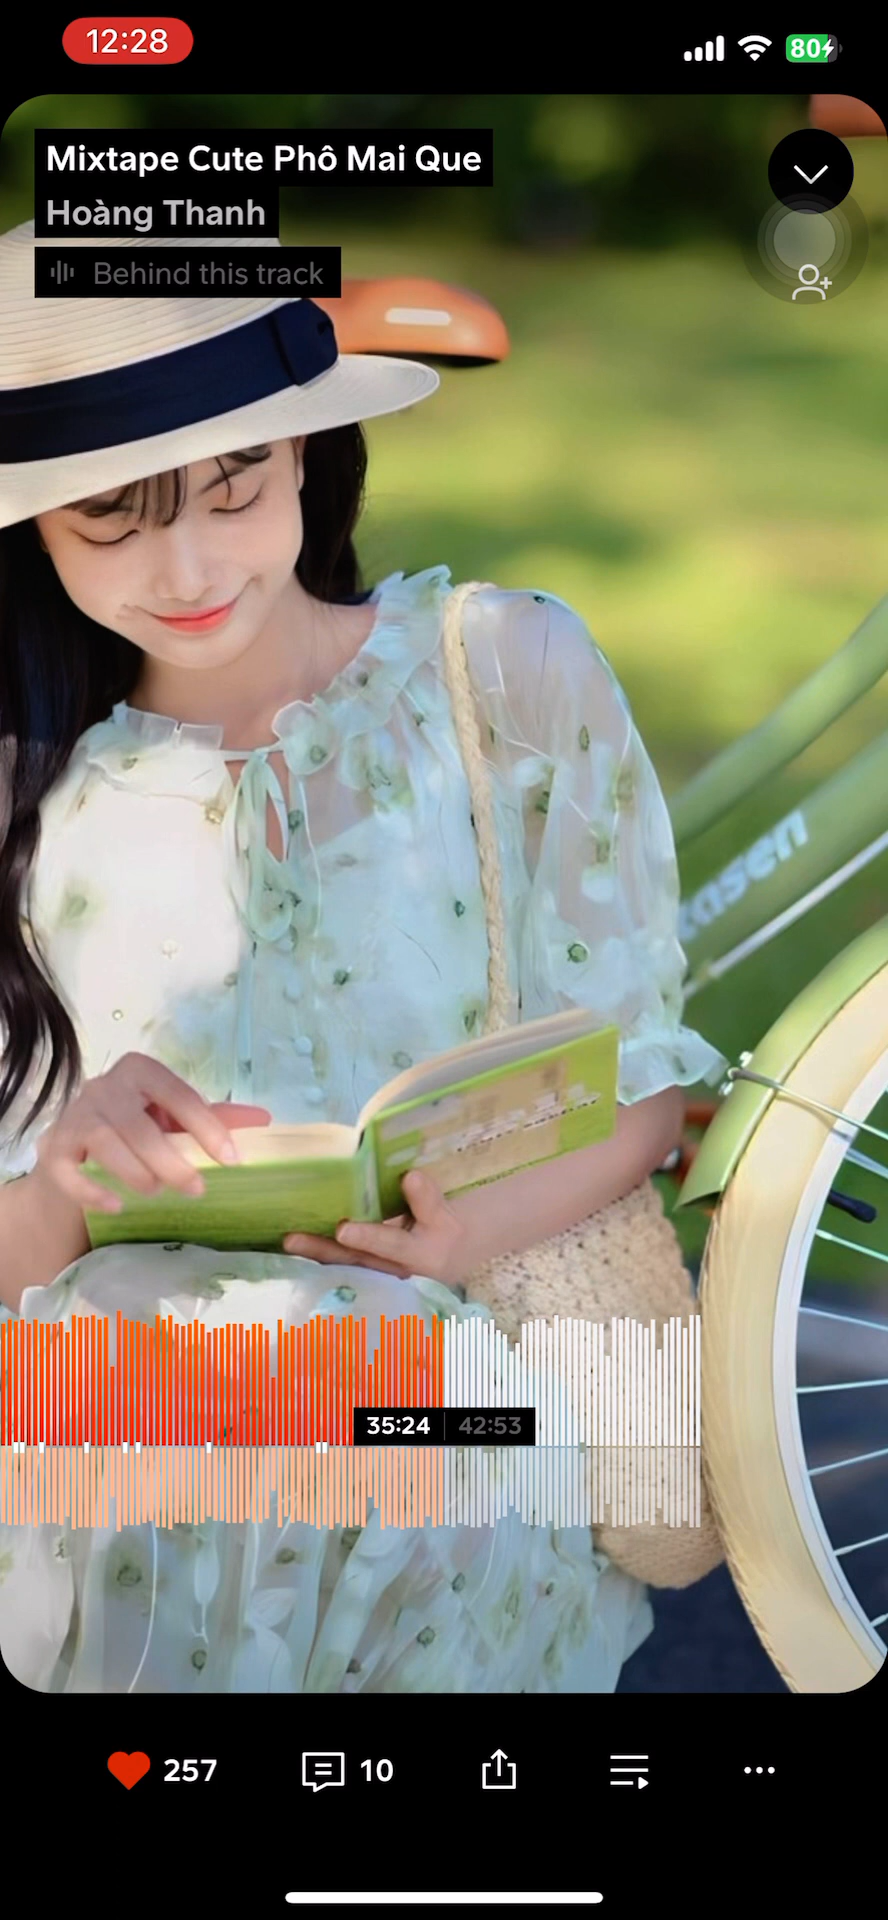 12:28
80
Mixtape Cute Phô Mai Que
Hoàng Thanh
Behind this track
35:24 42:53
257 10